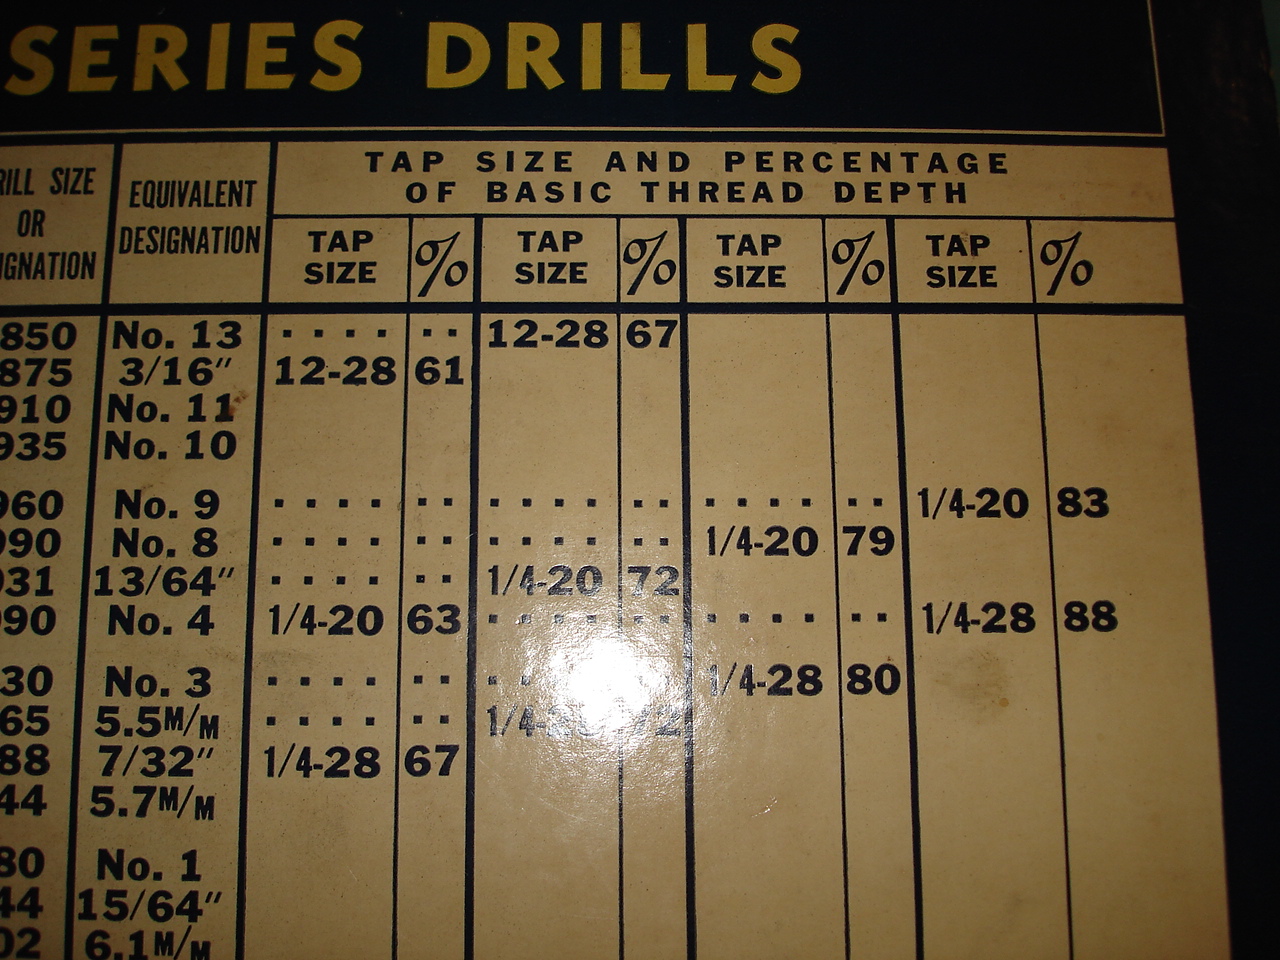 SERIES DRILLS
RILL SIZE OR IGNATION
EQUIVALENT DESIGNATION
TAP SIZE AND PERCENTAGE
OF BASIC THREAD DEPTH
TAP SIZE % TAP SIZE % TAP SIZE % TAP SIZE %
850 No. 13 .... .. 12-28 67
875 3/16" 12-28 61
910 No. 11
935 No. 10
960 No. 9 .... .. .... .. .... .. 1/4-20 83
990 No. 8 .... .. .... .. 1/4-20 79
031 13/64" .... .. 1/4-20 72
090 No. 4 1/4-20 63 .... .. .... .. 1/4-28 88
30 No. 3 .... .. 1/4-28 80
65 5.5M/M .... .. 72
88 7/32" 1/4-28 67
44 5.7M/M
80 No. 1
44 15/64"
02 6.1M/M